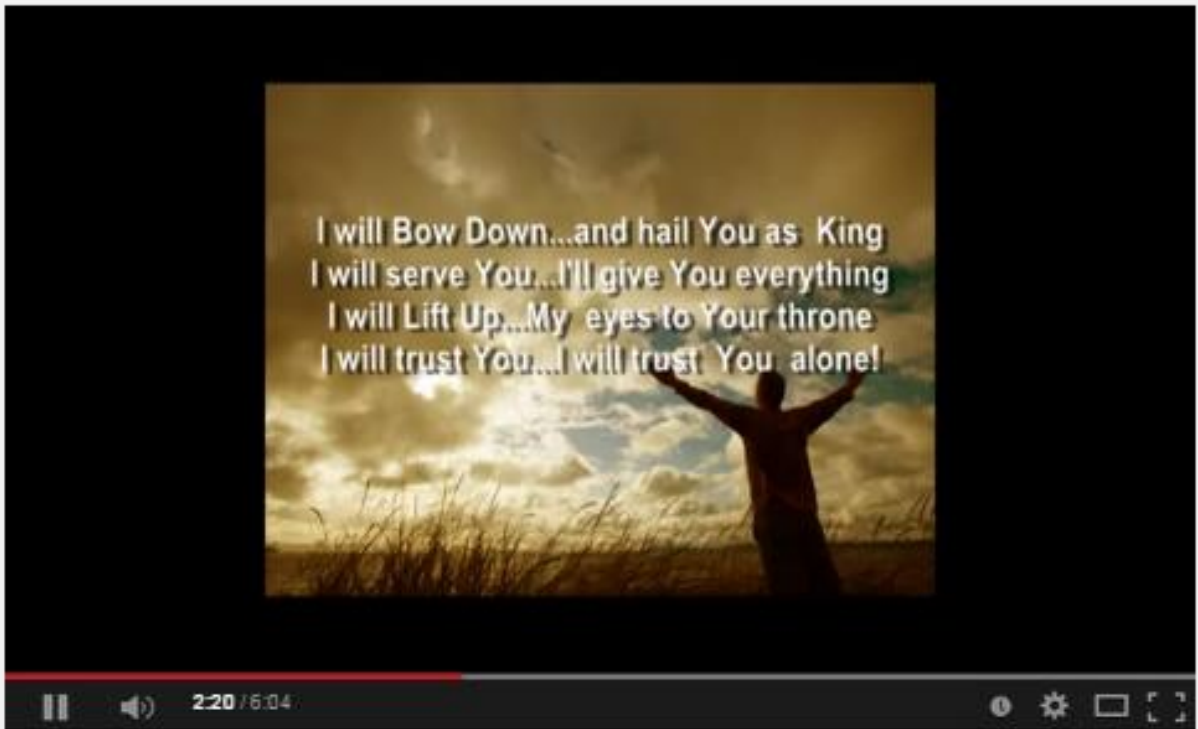 I will Bow Down...and hail You as King
I will serve You...I'll give You everything
I will Lift Up...My eyes to Your throne
I will trust You...I will trust You alone!
2:20 / 6:04